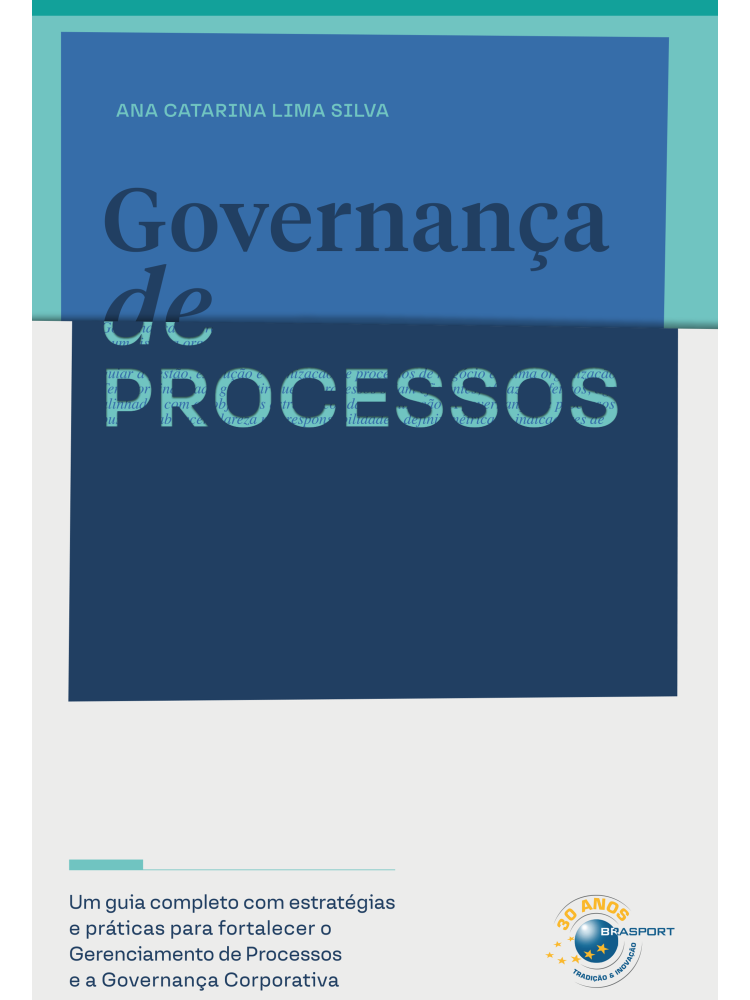 ANA CATARINA LIMA SILVA
Governança
de
PROCESSOS
Um guia completo com estratégias
e práticas para fortalecer o
Gerenciamento de Processos
e a Governança Corporativa
30 ANOS
BRASPORT
TRADIÇÃO & INOVAÇÃO